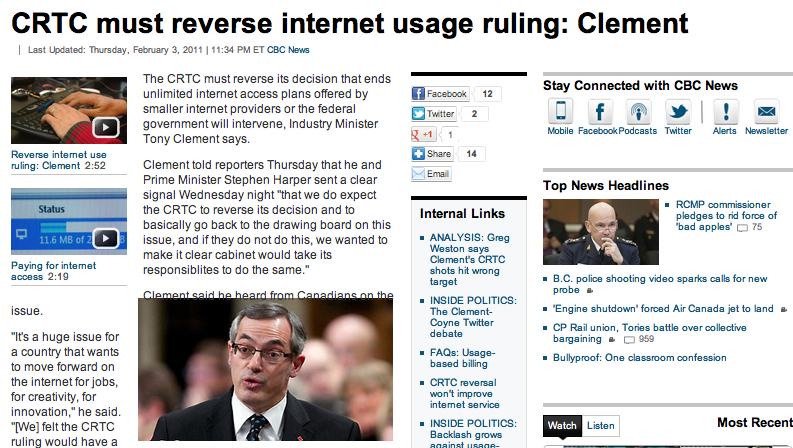 CRTC must reverse internet usage ruling: Clement
| Last Updated: Thursday, February 3, 2011 | 11:34 PM ET CBC News
Reverse internet use
ruling: Clement 2:52
Status
11.6 MB of 22
Paying for internet
access 2:19
The CRTC must reverse its decision that ends
unlimited internet access plans offered by
smaller internet providers or the federal
government will intervene, Industry Minister
Tony Clement says.
Clement told reporters Thursday that he and
Prime Minister Stephen Harper sent a clear
signal Wednesday night "that we do expect
the CRTC to reverse its decision and to
basically go back to the drawing board on this
issue, and if they do not do this, we wanted to
make it clear cabinet would take its
responsiblites to do the same."
Clement said he heard from Canadians on the
issue.
"It's a huge issue for
a country that wants
to move forward on
the internet for jobs,
for creativity, for
innovation," he said.
"[We] felt the CRTC
ruling would have a
Facebook 12
Twitter 2
+1 1
Share 14
Email
Internal Links
ANALYSIS: Greg
Weston says
Clement's CRTC
shots hit wrong
target
INSIDE POLITICS:
The Clement-
Coyne Twitter
debate
FAQs: Usage-
based billing
CRTC reversal
won't improve
internet service
INSIDE POLITICS:
Backlash grows
against usage-
Stay Connected with CBC News
Mobile Facebook Podcasts Twitter Alerts Newsletter
Top News Headlines
RCMP commissioner
pledges to rid force of
'bad apples' 75
B.C. police shooting video sparks calls for new
probe
'Engine shutdown' forced Air Canada jet to land
CP Rail union, Tories battle over collective
bargaining 959
Bullyproof: One classroom confession
Watch Listen Most Recent